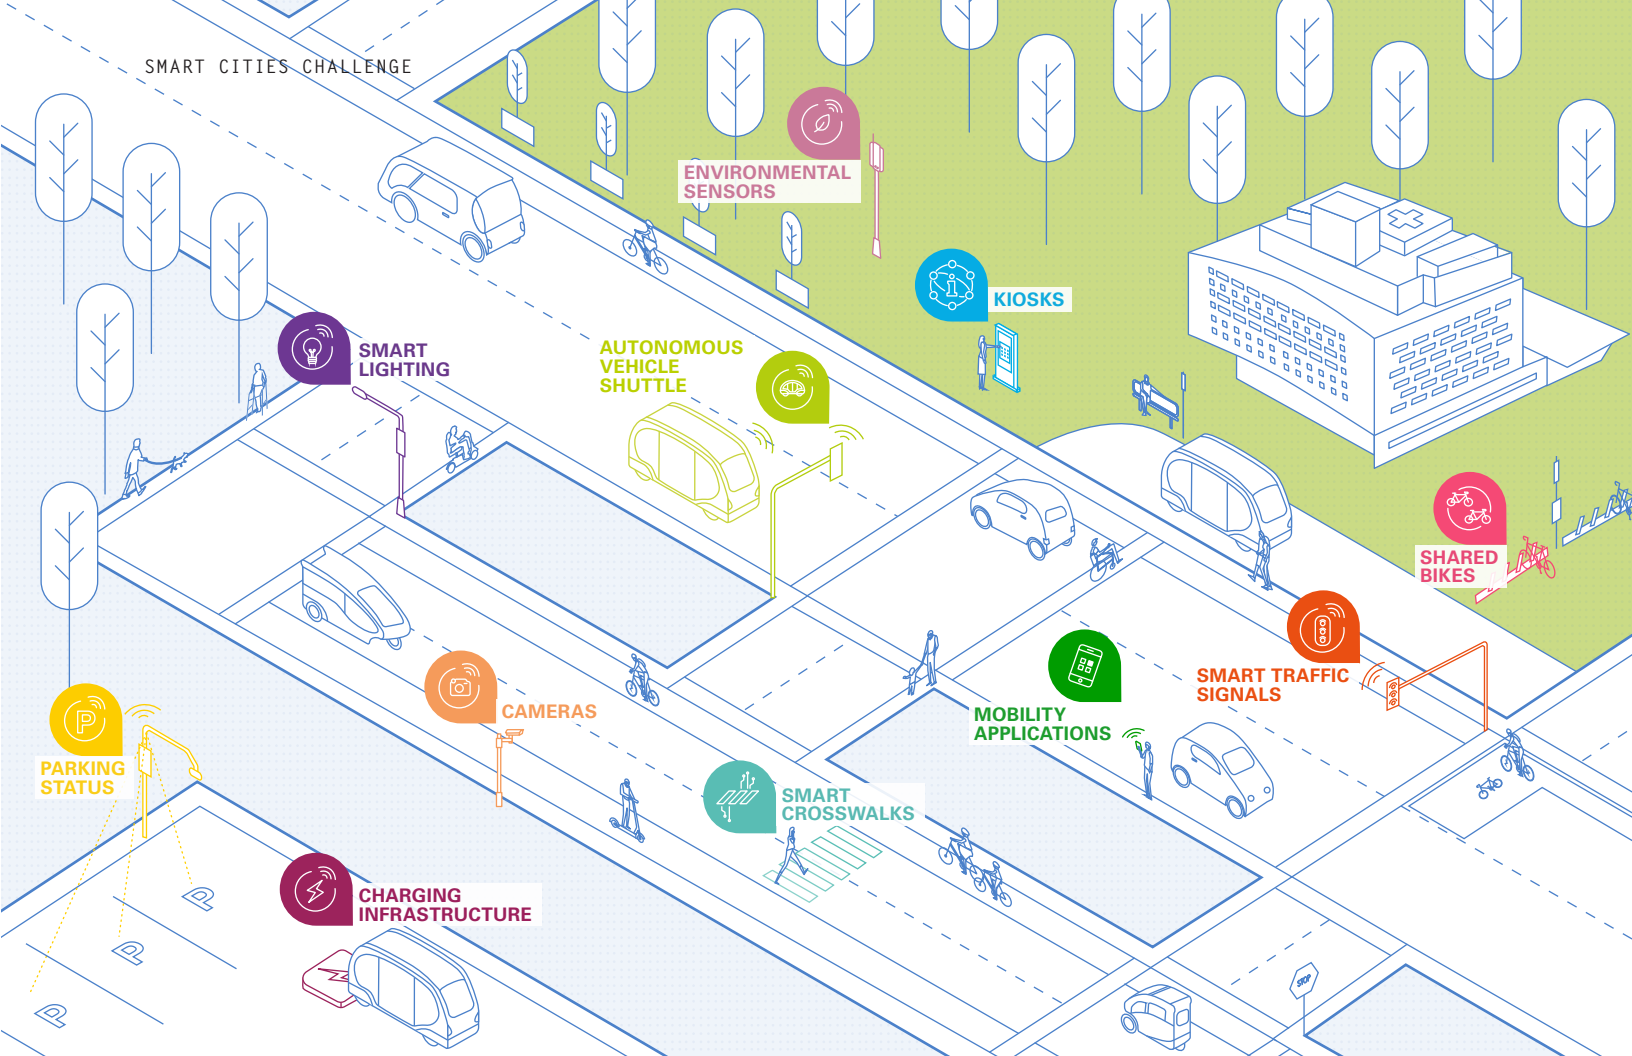 SMART CITIES CHALLENGE
ENVIRONMENTAL
SENSORS
KIOSKS
SMART
LIGHTING
AUTONOMOUS
VEHICLE
SHUTTLE
SHARED
BIKES
SMART TRAFFIC
SIGNALS
MOBILITY
APPLICATIONS
CAMERAS
P
PARKING
STATUS
SMART
CROSSWALKS
CHARGING
INFRASTRUCTURE
P
P
P
STOP
i